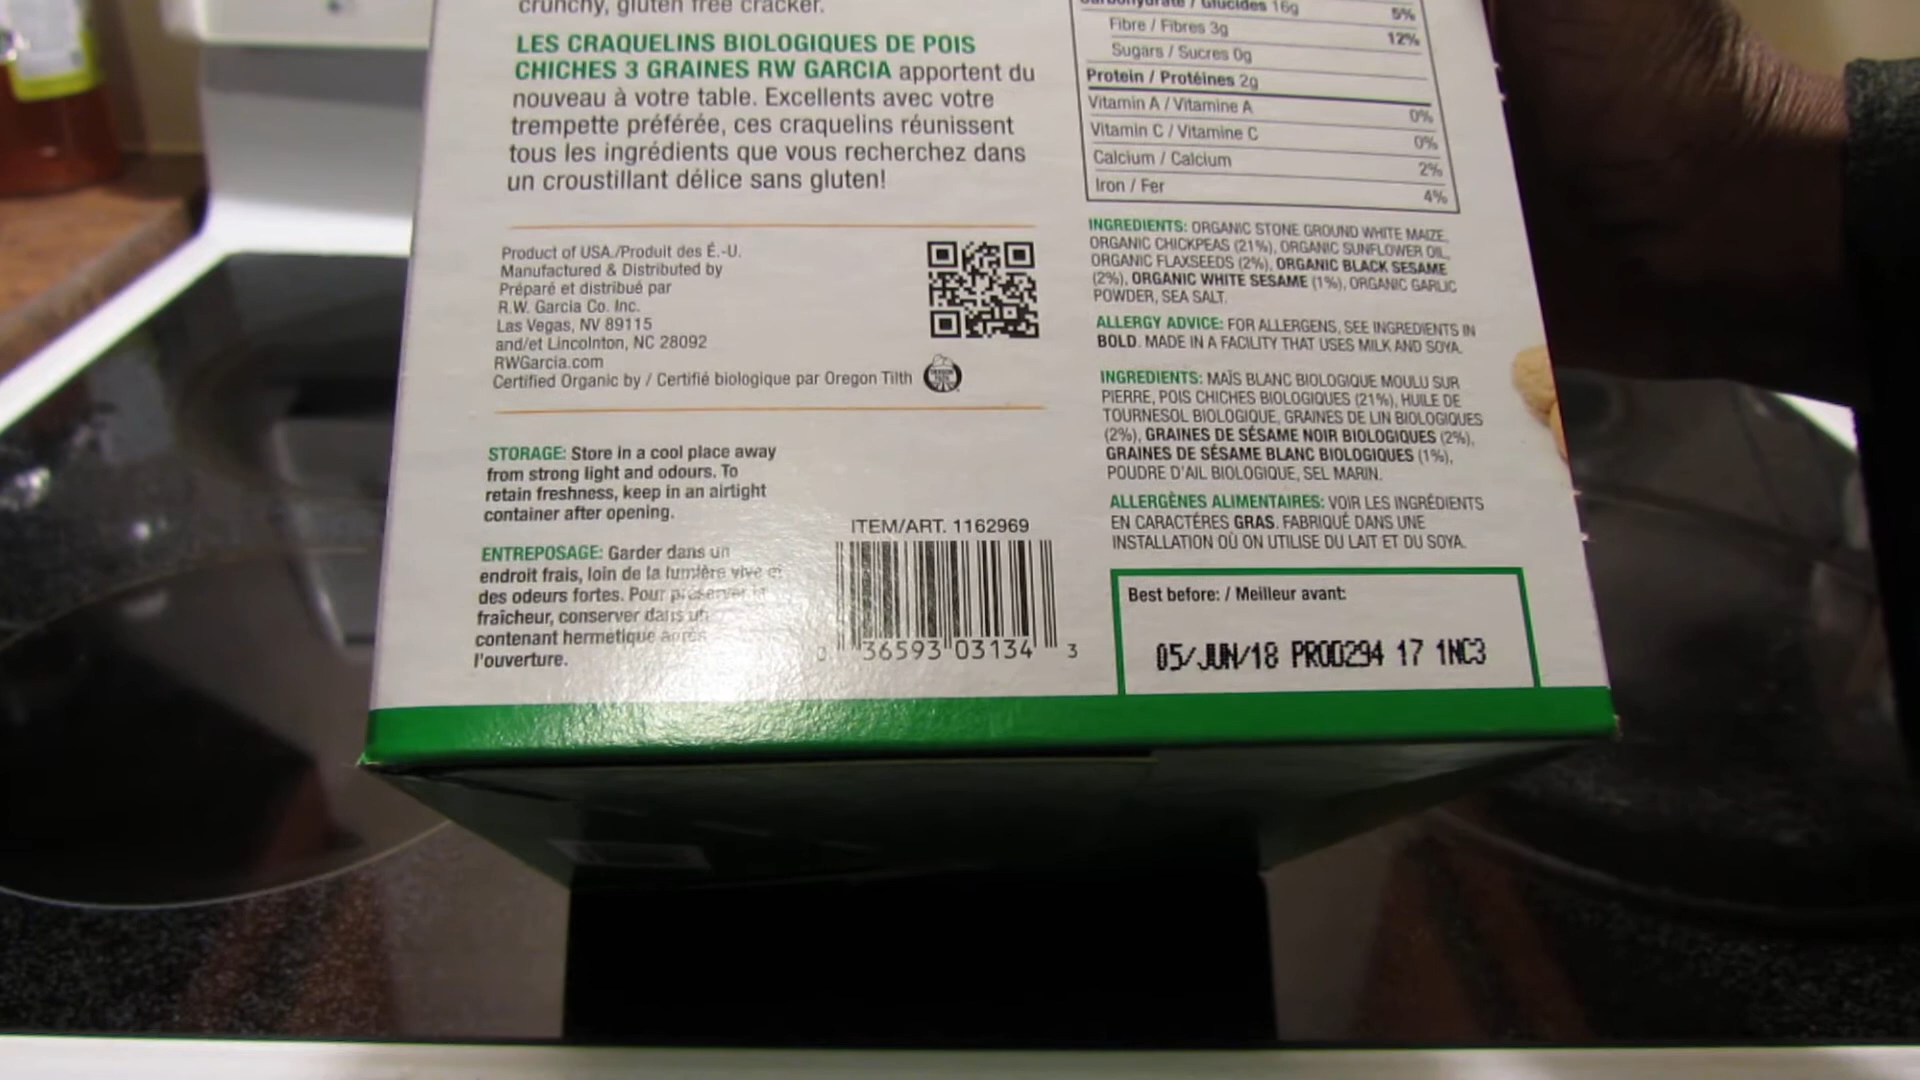 crunchy, gluten free cracker.
LES CRAQUELINS BIOLOGIQUES DE POIS
CHICHES 3 GRAINES RW GARCIA apportent du
nouveau à votre table. Excellents avec votre
trempette préférée, ces craquelins réunissent
tous les ingrédients que vous recherchez dans
un croustillant délice sans gluten!
Product of USA./Produit des É.-U.
Manufactured & Distributed by
Préparé et distribué par
R.W. Garcia Co. Inc.
Las Vegas, NV 89115
and/et Lincolnton, NC 28092
RWGarcia.com
Certified Organic by / Certifié biologique par Oregon Tilth
STORAGE: Store in a cool place away
from strong light and odours. To
retain freshness, keep in an airtight
container after opening.
ENTREPOSAGE: Garder dans un
endroit frais, loin de la lumière vive et
des odeurs fortes. Pour préserver la
fraîcheur, conserver dans un
contenant hermétique après
l'ouverture.
ITEM/ART. 1162969
0 36593 03134 3
Carbohydrate / Glucides 16g 5%
Fibre / Fibres 3g 12%
Sugars / Sucres 0g
Protein / Protéines 2g
Vitamin A / Vitamine A 0%
Vitamin C / Vitamine C 0%
Calcium / Calcium 2%
Iron / Fer 4%
INGREDIENTS: ORGANIC STONE GROUND WHITE MAIZE,
ORGANIC CHICKPEAS (21%), ORGANIC SUNFLOWER OIL,
ORGANIC FLAXSEEDS (2%), ORGANIC BLACK SESAME
(2%), ORGANIC WHITE SESAME (1%), ORGANIC GARLIC
POWDER, SEA SALT.
ALLERGY ADVICE: FOR ALLERGENS, SEE INGREDIENTS IN
BOLD. MADE IN A FACILITY THAT USES MILK AND SOYA.
INGREDIENTS: MAÏS BLANC BIOLOGIQUE MOULU SUR
PIERRE, POIS CHICHES BIOLOGIQUES (21%), HUILE DE
TOURNESOL BIOLOGIQUE, GRAINES DE LIN BIOLOGIQUES
(2%), GRAINES DE SÉSAME NOIR BIOLOGIQUES (2%),
GRAINES DE SÉSAME BLANC BIOLOGIQUES (1%),
POUDRE D'AIL BIOLOGIQUE, SEL MARIN.
ALLERGÈNES ALIMENTAIRES: VOIR LES INGRÉDIENTS
EN CARACTÉRES GRAS. FABRIQUÉ DANS UNE
INSTALLATION OÙ ON UTILISE DU LAIT ET DU SOYA.
Best before: / Meilleur avant:
05/JUN/18 PROD294 17 1NC3